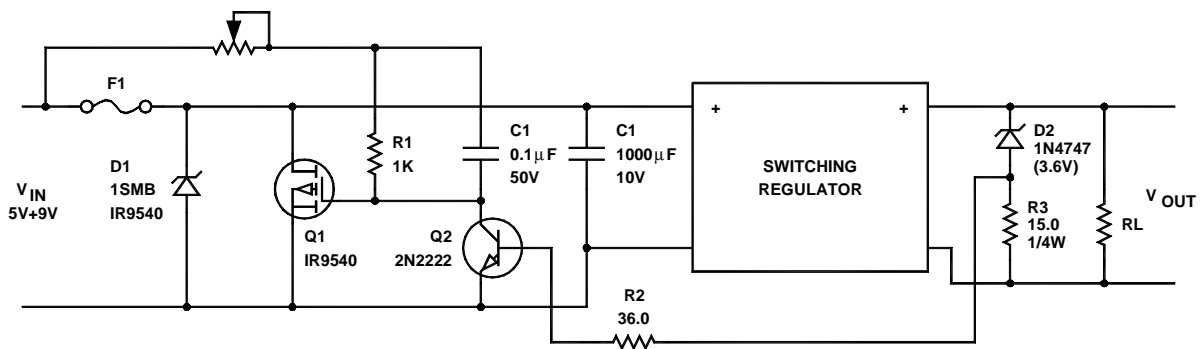 F1
D1
1SMB
IR9540
V IN
5V+9V
R1
1K
C1
0.1µF
50V
C1
1000µF
10V
Q1
IR9540
Q2
2N2222
+
+
SWITCHING
REGULATOR
D2
1N4747
(3.6V)
R3
15.0
1/4W
RL
V OUT
R2
36.0